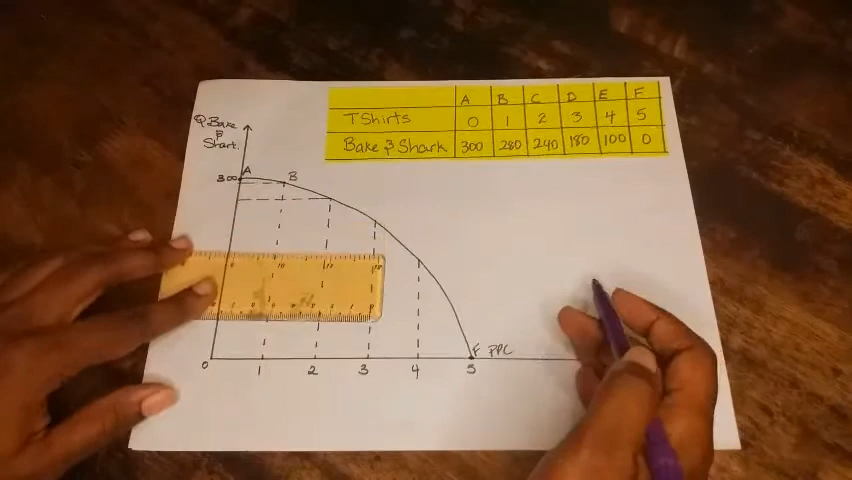 A B C D E F
T Shirts 0 1 2 3 4 5
Bake & Shark 300 280 240 180 100 0
Q Bake
&
Shark
300 A B
F PPC
0 1 2 3 4 5